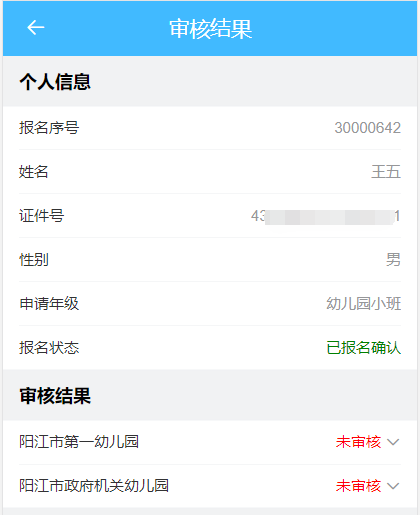 审核结果
个人信息
报名序号 30000642
姓名 王五
证件号 43 1
性别 男
申请年级 幼儿园小班
报名状态 已报名确认
审核结果
阳江市第一幼儿园 未审核
阳江市政府机关幼儿园 未审核